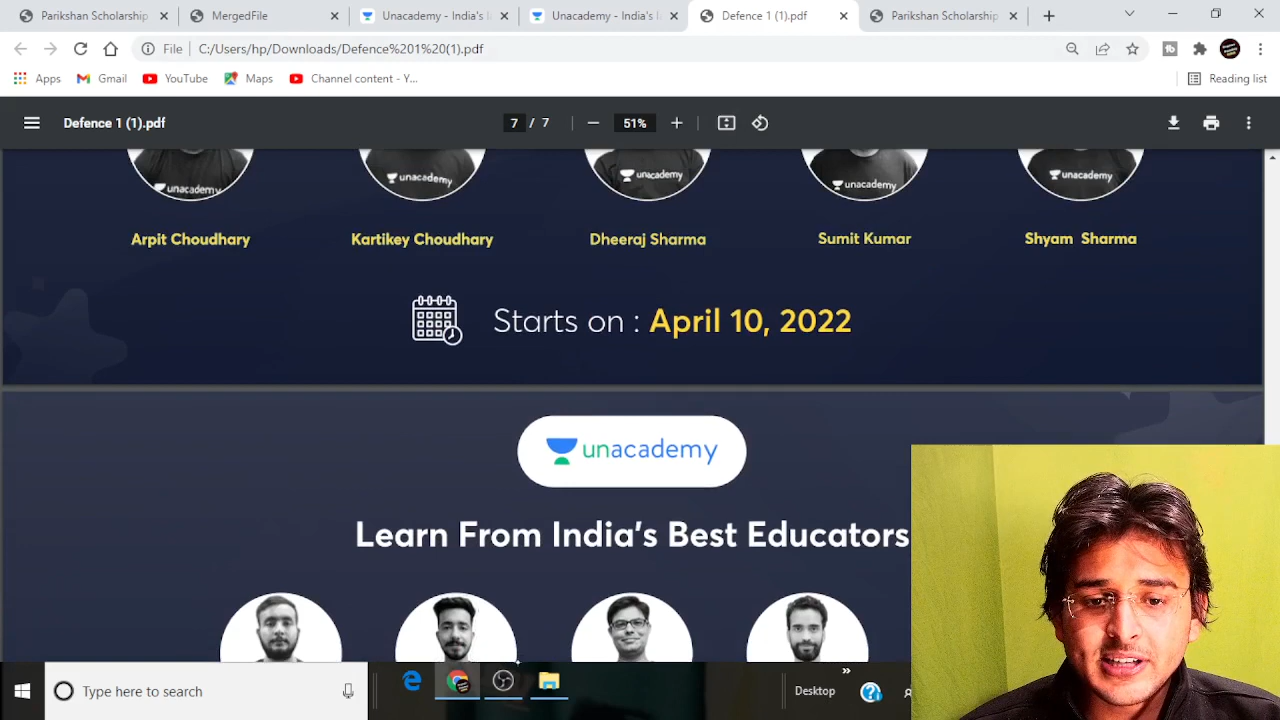 Parikshan Scholarship
MergedFile
Unacademy - India's l
Unacademy - India's l
Defence 1 (1).pdf
Parikshan Scholarship
File
C:/Users/hp/Downloads/Defence%201%20(1).pdf
Apps
Gmail
YouTube
Maps
Channel content - Y...
Reading list
Defence 1 (1).pdf
7 / 7
51%
unacademy
unacademy
unacademy
unacademy
unacademy
Arpit Choudhary
Kartikey Choudhary
Dheeraj Sharma
Sumit Kumar
Shyam Sharma
Starts on : April 10, 2022
unacademy
Learn From India's Best Educators
Type here to search
Desktop